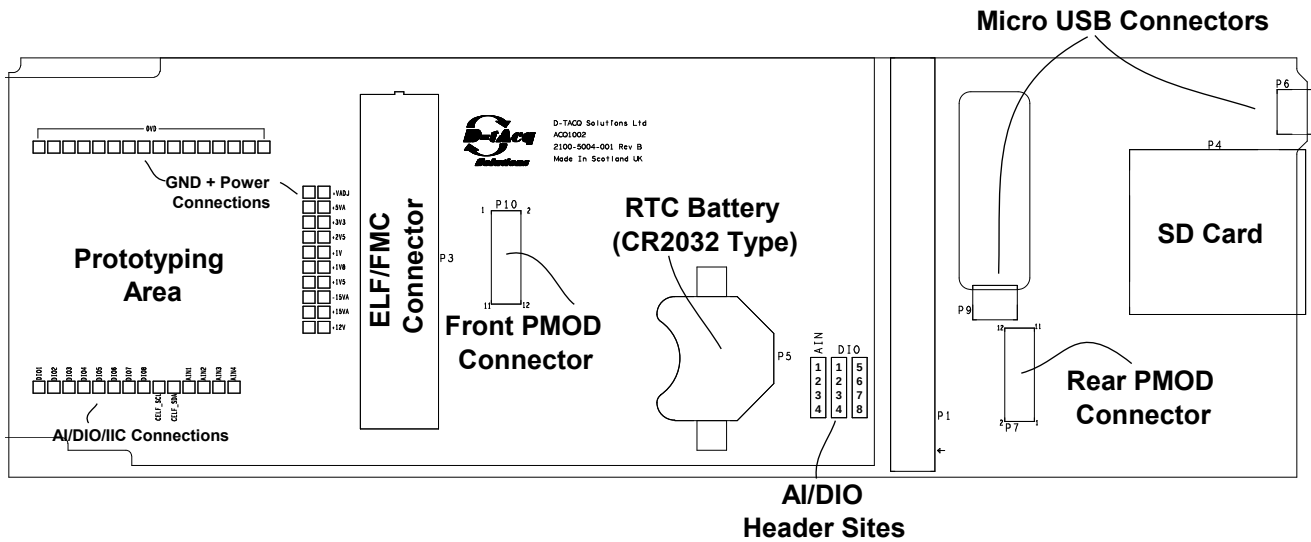 Micro USB Connectors
P6
P4
0VD
D-tAcq
Solutions
D-TACQ Solutions Ltd
ACQ1002
2100-5004-001 Rev B
Made In Scotland UK
GND + Power
Connections
+VADJ
+5VA
+3V3
+2V5
+1V
+1V0
+1V5
-15VA
+15VA
+12V
Prototyping
Area
ELF/FMC
Connector
P3
1 P10 2
11 12
Front PMOD
Connector
RTC Battery
(CR2032 Type)
P5
SD Card
P9
12 11
Rear PMOD
Connector
2 P7 1
AIN DIO
1 1 5
2 2 6
3 3 7
4 4 8
P1
DIO1 DIO2 DIO3 DIO4 DIO5 DIO6 DIO7 DIO8 CELF_SCL CELF_SDA AIN1 AIN2 AIN3 AIN4
AI/DIO/IIC Connections
AI/DIO
Header Sites